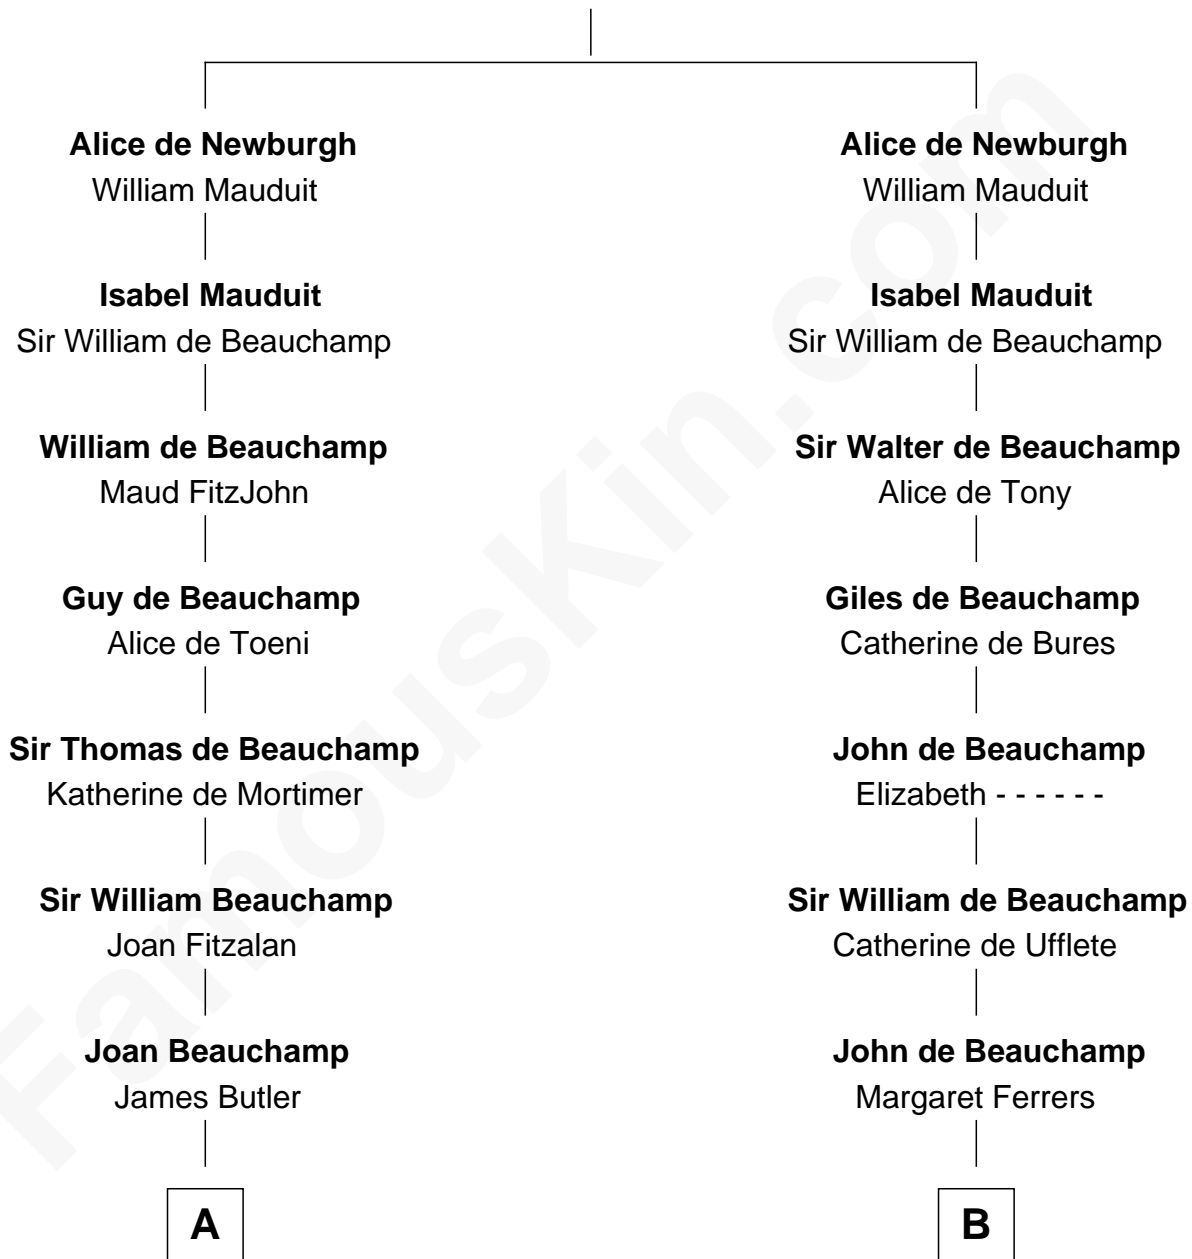 Alice de Newburgh
William Mauduit
Isabel Mauduit
Sir William de Beauchamp
William de Beauchamp
Maud FitzJohn
Guy de Beauchamp
Alice de Toeni
Sir Thomas de Beauchamp
Katherine de Mortimer
Sir William Beauchamp
Joan Fitzalan
Joan Beauchamp
James Butler
A
Alice de Newburgh
William Mauduit
Isabel Mauduit
Sir William de Beauchamp
Sir Walter de Beauchamp
Alice de Tony
Giles de Beauchamp
Catherine de Bures
John de Beauchamp
Elizabeth - - - - - -
Sir William de Beauchamp
Catherine de Ufflete
John de Beauchamp
Margaret Ferrers
B
FamousKin.com